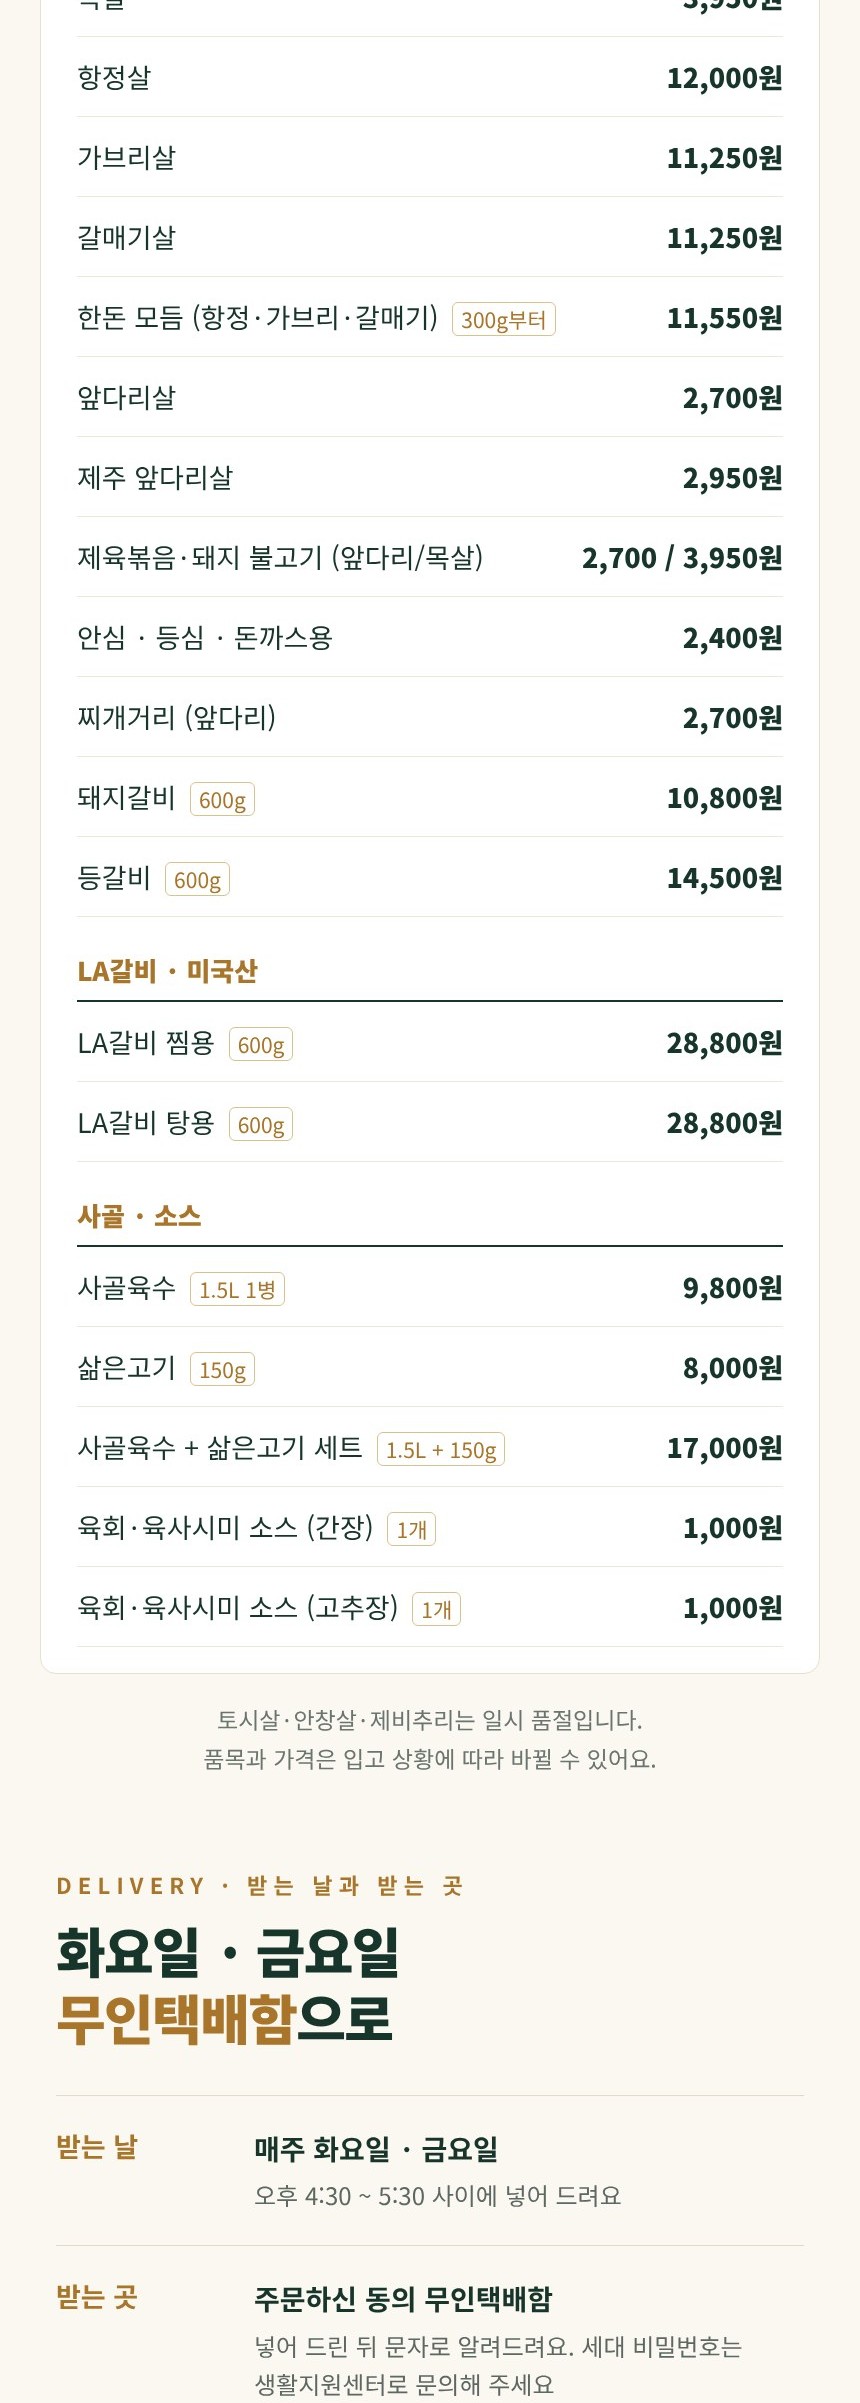 항정살 12,000원
가브리살 11,250원
갈매기살 11,250원
한돈 모듬 (항정·가브리·갈매기) 300g부터 11,550원
앞다리살 2,700원
제주 앞다리살 2,950원
제육볶음·돼지 불고기 (앞다리/목살) 2,700 / 3,950원
안심 · 등심 · 돈까스용 2,400원
찌개거리 (앞다리) 2,700원
돼지갈비 600g 10,800원
등갈비 600g 14,500원
LA갈비 · 미국산
LA갈비 찜용 600g 28,800원
LA갈비 탕용 600g 28,800원
사골 · 소스
사골육수 1.5L 1병 9,800원
삶은고기 150g 8,000원
사골육수 + 삶은고기 세트 1.5L + 150g 17,000원
육회·육사시미 소스 (간장) 1개 1,000원
육회·육사시미 소스 (고추장) 1개 1,000원
토시살·안창살·제비추리는 일시 품절입니다.
품목과 가격은 입고 상황에 따라 바뀔 수 있어요.
DELIVERY · 받는 날과 받는 곳
화요일 · 금요일
무인택배함으로
받는 날 매주 화요일 · 금요일
오후 4:30 ~ 5:30 사이에 넣어 드려요
받는 곳 주문하신 동의 무인택배함
넣어 드린 뒤 문자로 알려드려요. 세대 비밀번호는
생활지원센터로 문의해 주세요